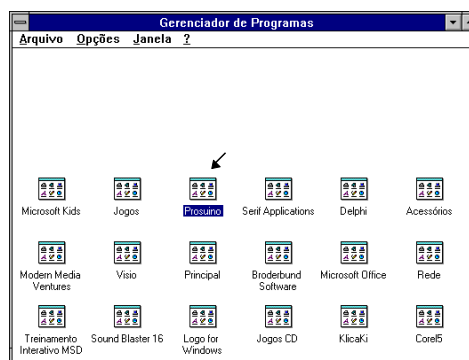 Gerenciador de Programas
Arquivo Opções Janela ?
Microsoft Kids Jogos Prosuino Serif Applications Delphi Acessórios
Modern Media Visio Principal Broderbund Microsoft Office Rede
Ventures Software
Treinamento Sound Blaster 16 Logo for Jogos CD KlicaKi Corel5
Interativo MSD Windows